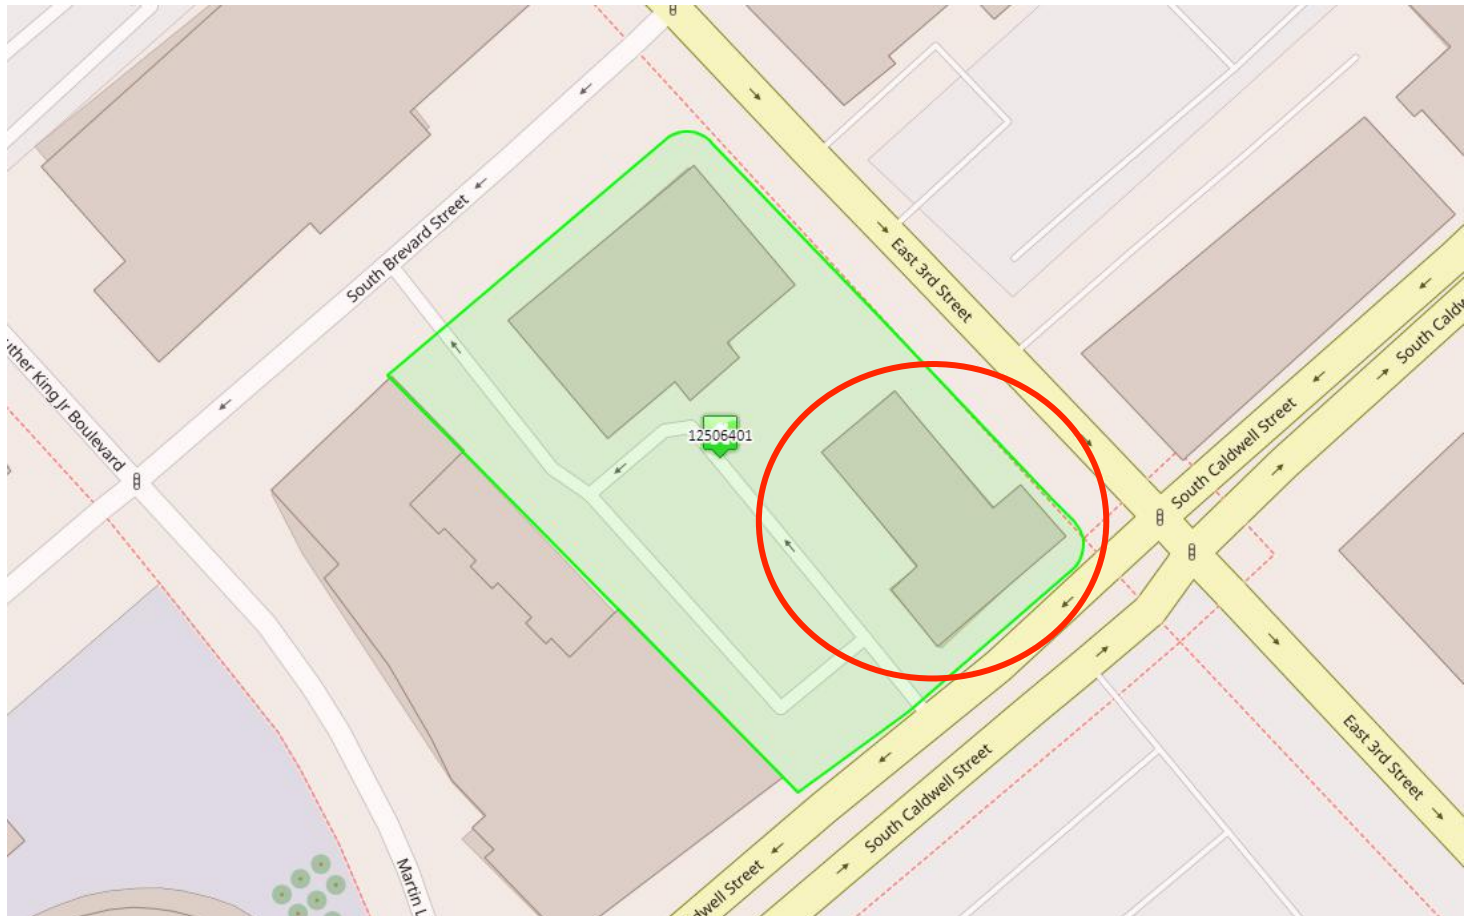 South Brevard Street
East 3rd Street
uther King Jr Boulevard
12506401
South Caldwell Street
South Caldw
South Caldwell Street
East 3rd Street
Martin L
dwell Street